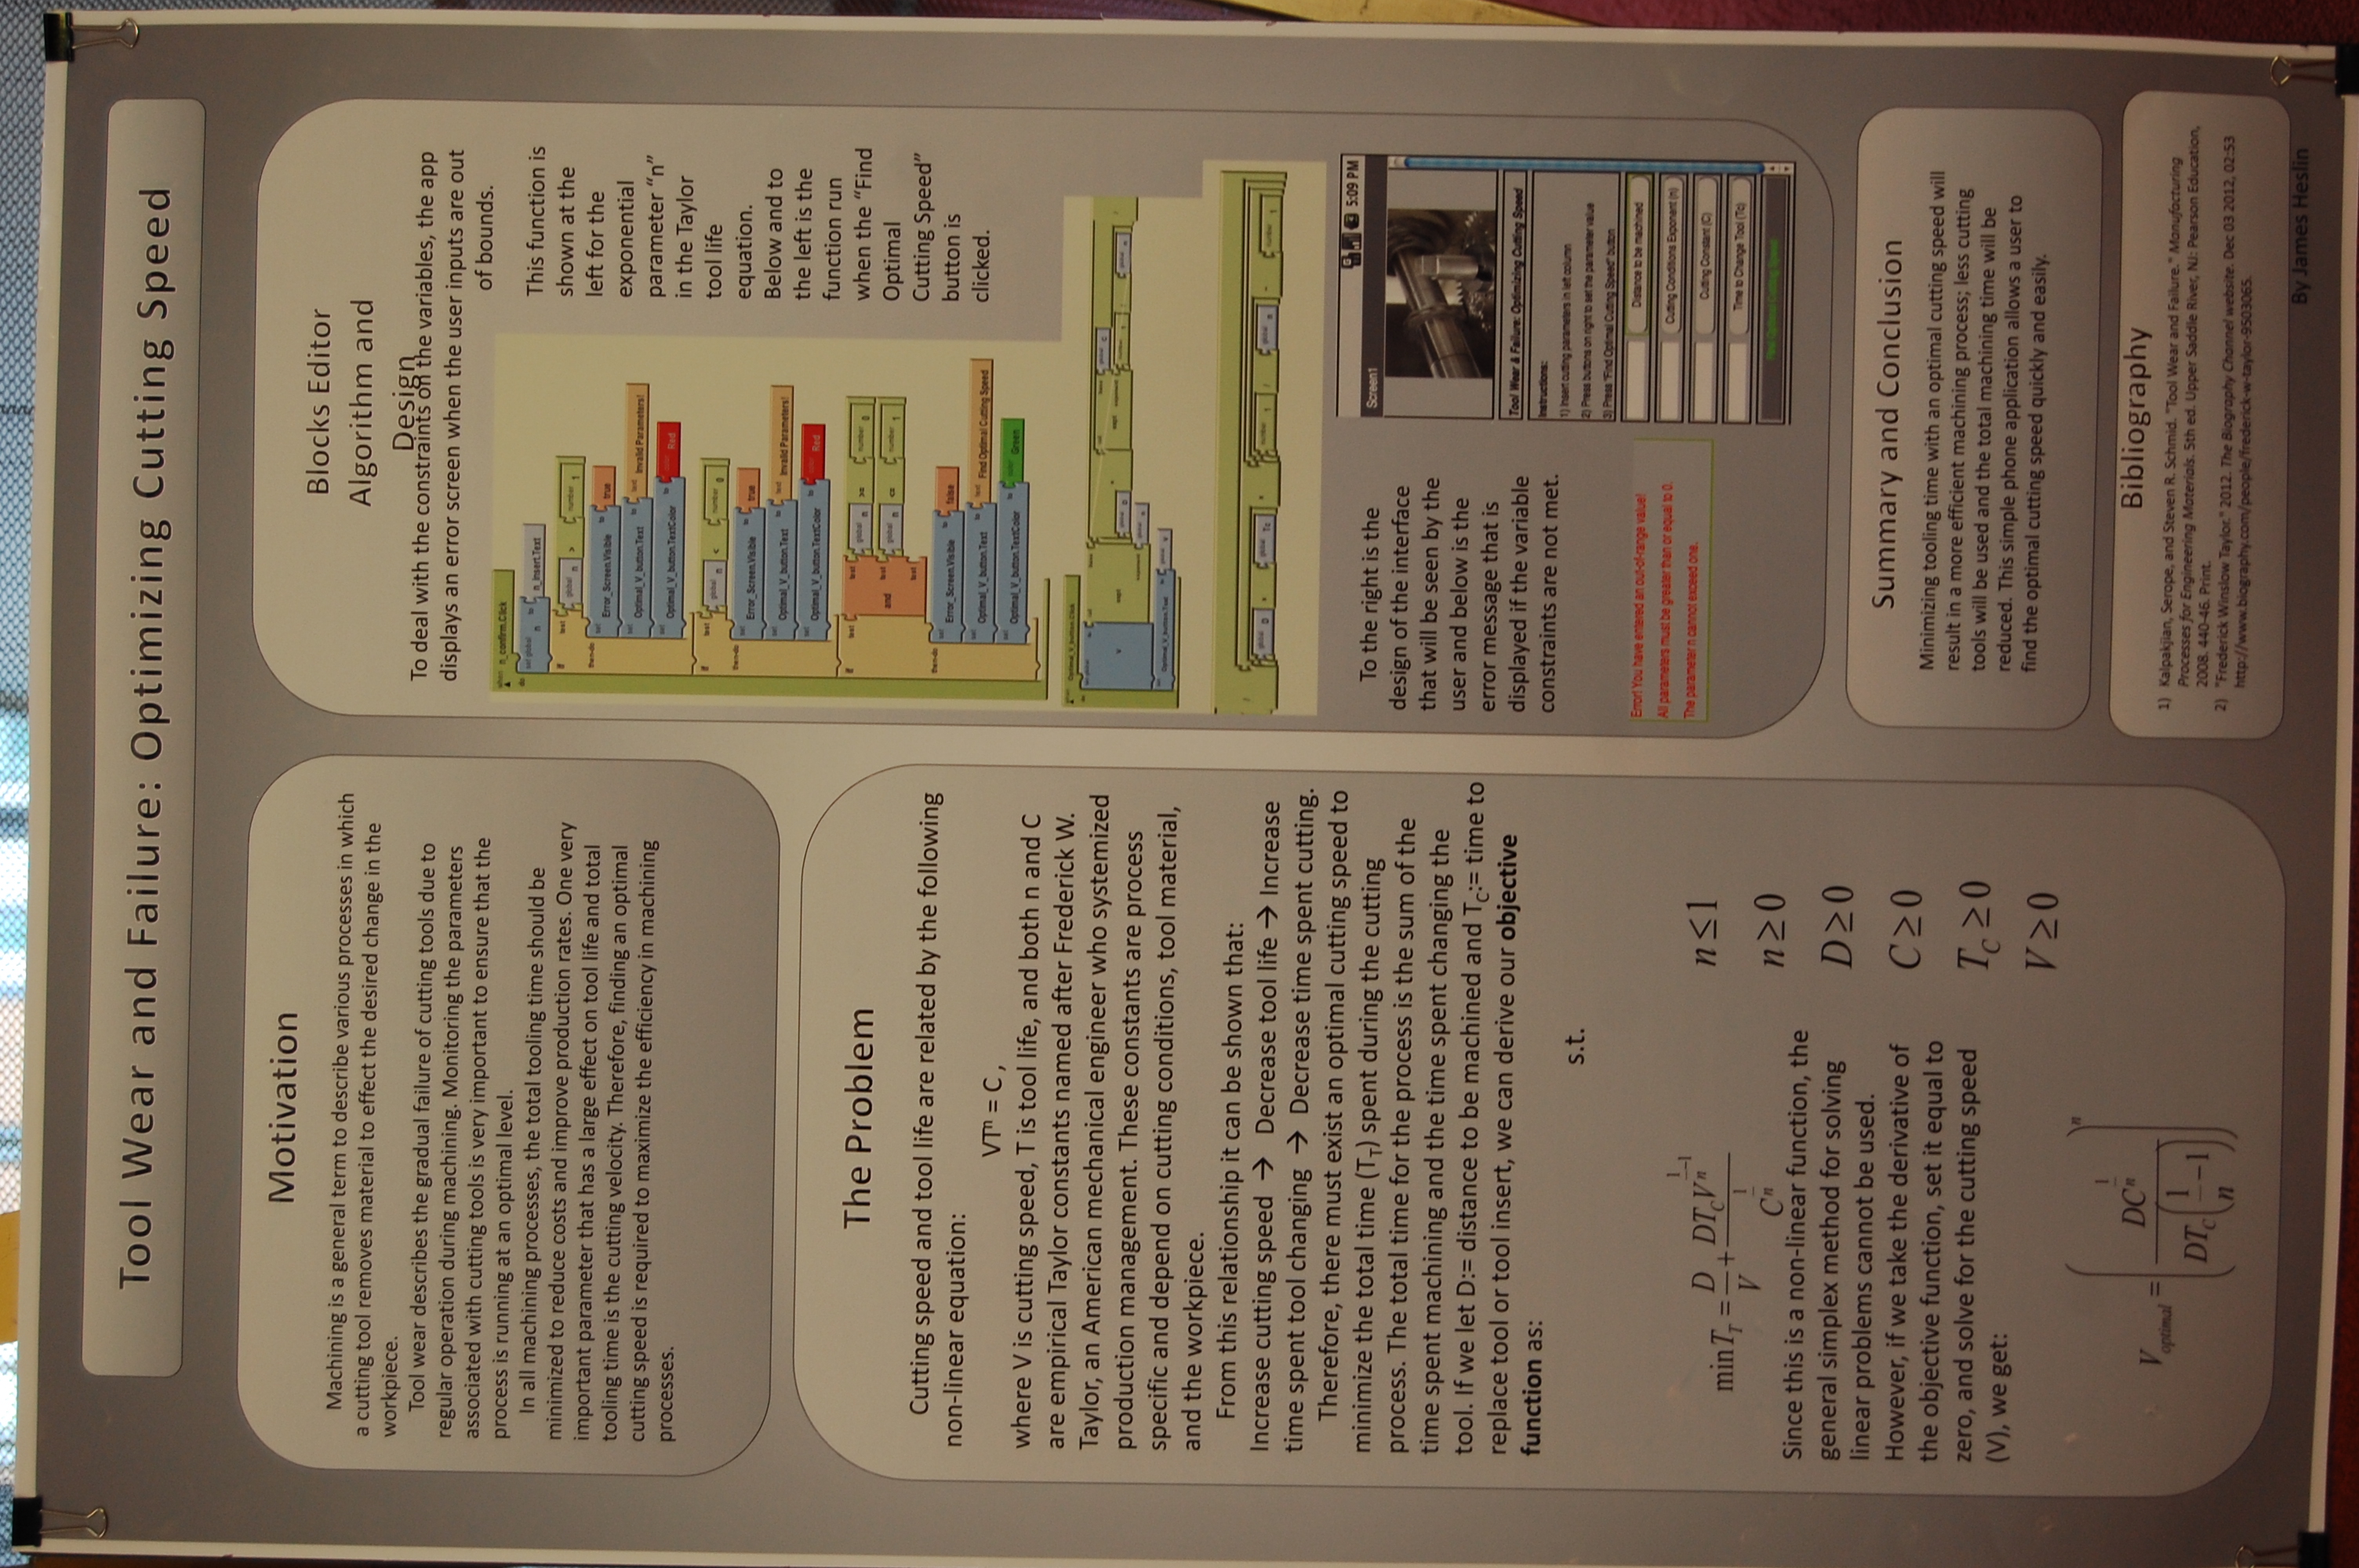 Tool Wear and Failure: Optimizing Cutting Speed
Motivation
Machining is a general term to describe various processes in which
a cutting tool removes material to effect the desired change in the
workpiece.
Tool wear describes the gradual failure of cutting tools due to
regular operation during machining. Monitoring the parameters
associated with cutting tools is very important to ensure that the
process is running at an optimal level.
In all machining processes, the total tooling time should be
minimized to reduce costs and improve production rates. One very
important parameter that has a large effect on tool life and total
tooling time is the cutting velocity. Therefore, finding an optimal
cutting speed is required to maximize the efficiency in machining
processes.
The Problem
Cutting speed and tool life are related by the following
non-linear equation:
VTⁿ = C ,
where V is cutting speed, T is tool life, and both n and C
are empirical Taylor constants named after Frederick W.
Taylor, an American mechanical engineer who systemized
production management. These constants are process
specific and depend on cutting conditions, tool material,
and the workpiece.
From this relationship it can be shown that:
Increase cutting speed → Decrease tool life → Increase
time spent tool changing → Decrease time spent cutting.
Therefore, there must exist an optimal cutting speed to
minimize the total time (T_T) spent during the cutting
process. The total time for the process is the sum of the
time spent machining and the time spent changing the
tool. If we let D:= distance to be machined and T_C:= time to
replace tool or tool insert, we can derive our objective
function as:
s.t.
min T_T = D/V + DT_cV^(1/n-1) / C^(1/n)
n≤1
n≥0
D≥0
C≥0
T_C≥0
V≥0
Since this is a non-linear function, the
general simplex method for solving
linear problems cannot be used.
However, if we take the derivative of
the objective function, set it equal to
zero, and solve for the cutting speed
(V), we get:
V_optimal = (DC^(1/n) / DT_c(1/n-1))^n
Blocks Editor
Algorithm and
Design
To deal with the constraints on the variables, the app
displays an error screen when the user inputs are out
of bounds.
This function is
shown at the
left for the
exponential
parameter "n"
in the Taylor
tool life
equation.
Below and to
the left is the
function run
when the "Find
Optimal
Cutting Speed"
button is
clicked.
when n_confirm.Click
do set global n to n_insert.Text
if test global n > number 1
then-do set Error_Screen.Visible to true
set Optimal_V_button.Text to text Invalid Parameters!
set Optimal_V_button.TextColor to color Red
if test global n < number 0
then-do set Error_Screen.Visible to true
set Optimal_V_button.Text to text Invalid Parameters!
set Optimal_V_button.TextColor to color Red
if test and test global n >= number 0
test global n <= number 1
test
then-do set Error_Screen.Visible to false
set Optimal_V_button.Text to text Find Optimal Cutting Speed
set Optimal_V_button.TextColor to color Green
when Optimal_V_button.Click
do set global V to call expt base global D * call expt base global C
exponent number 1 / global n
exponent global n
set Optimal_V_button.Text to global V
/ global D * global Tc * number 1 / global n - number 1
To the right is the
design of the interface
that will be seen by the
user and below is the
error message that is
displayed if the variable
constraints are not met.
Error! You have entered an out-of-range value!
All parameters must be greater than or equal to 0.
The parameter n cannot exceed one.
5:09 PM
Screen1
Tool Wear & Failure: Optimizing Cutting Speed
Instructions:
1) Insert cutting parameters in left column
2) Press buttons on right to set the parameter value
3) Press "Find Optimal Cutting Speed" button
Distance to be machined
Cutting Conditions Exponent (n)
Cutting Constant (C)
Time to Change Tool (Tc)
Find Optimal Cutting Speed
Summary and Conclusion
Minimizing tooling time with an optimal cutting speed will
result in a more efficient machining process; less cutting
tools will be used and the total machining time will be
reduced. This simple phone application allows a user to
find the optimal cutting speed quickly and easily.
Bibliography
1) Kalpakjian, Serope, and Steven R. Schmid. "Tool Wear and Failure." Manufacturing
Processes for Engineering Materials. 5th ed. Upper Saddle River, NJ: Pearson Education,
2008. 440-46. Print.
2) "Frederick Winslow Taylor." 2012. The Biography Channel website. Dec 03 2012, 02:53
http://www.biography.com/people/frederick-w-taylor-9503065.
By James Heslin